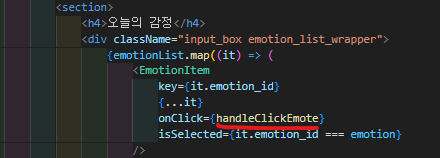 <section>
<h4>오늘의 감정</h4>
<div className="input_box emotion_list_wrapper">
{emotionList.map((it) => (
<EmotionItem
key={it.emotion_id}
{...it}
onClick={handleClickEmote}
isSelected={it.emotion_id === emotion}
/>